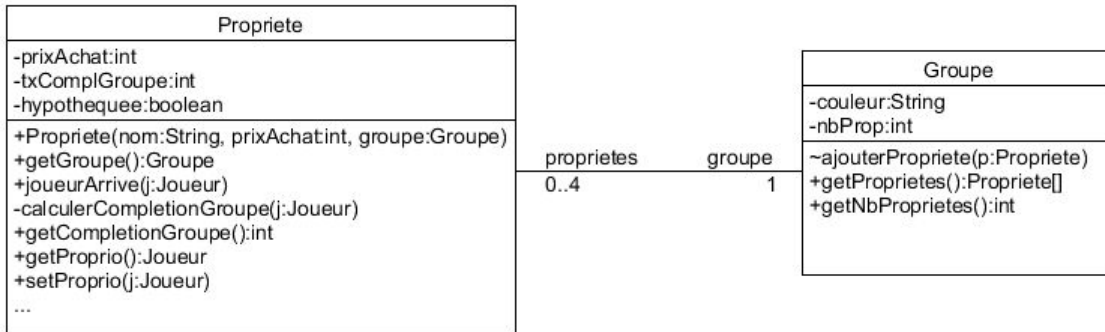 Propriete
-prixAchat:int
-txComplGroupe:int
-hypothequee:boolean
+Propriete(nom:String, prixAchat:int, groupe:Groupe)
+getGroupe():Groupe
+joueurArrive(j:Joueur)
-calculerCompletionGroupe(j:Joueur)
+getCompletionGroupe():int
+getProprio():Joueur
+setProprio(j:Joueur)
...
proprietes groupe
0..4 1
Groupe
-couleur:String
-nbProp:int
~ajouterPropriete(p:Propriete)
+getProprietes():Propriete[]
+getNbProprietes():int